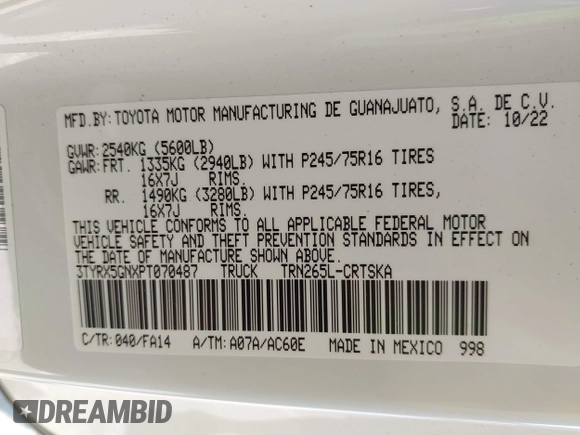 MFD.BY:TOYOTA MOTOR MANUFACTURING DE GUANAJUATO, S.A. DE C.V.
DATE: 10/22
GVWR:2540KG (5600LB)
GAWR:FRT. 1335KG (2940LB) WITH P245/75R16 TIRES
16X7J RIMS.
RR. 1490KG (3280LB) WITH P245/75R16 TIRES,
16X7J RIMS.
THIS VEHICLE CONFORMS TO ALL APPLICABLE FEDERAL MOTOR
VEHICLE SAFETY AND THEFT PREVENTION STANDARDS IN EFFECT ON
THE DATE OF MANUFACTURE SHOWN ABOVE.
3TYRX5GNXPT070487 TRUCK TRN265L-CRTSKA
C/TR:040/FA14 A/TM:A07A/AC60E MADE IN MEXICO 998
DREAMBID